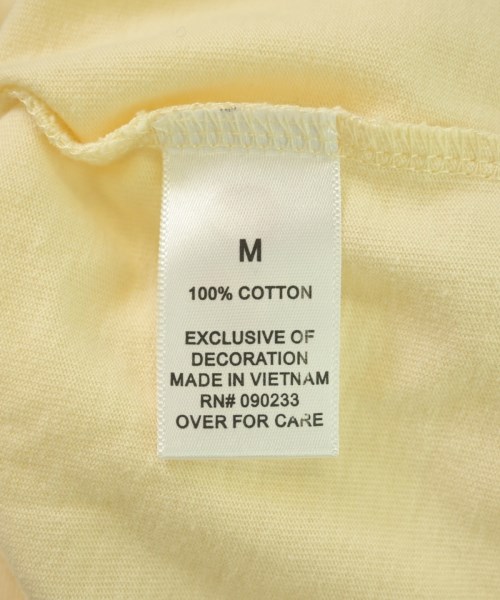 M
100% COTTON
EXCLUSIVE OF
DECORATION
MADE IN VIETNAM
RN# 090233
OVER FOR CARE